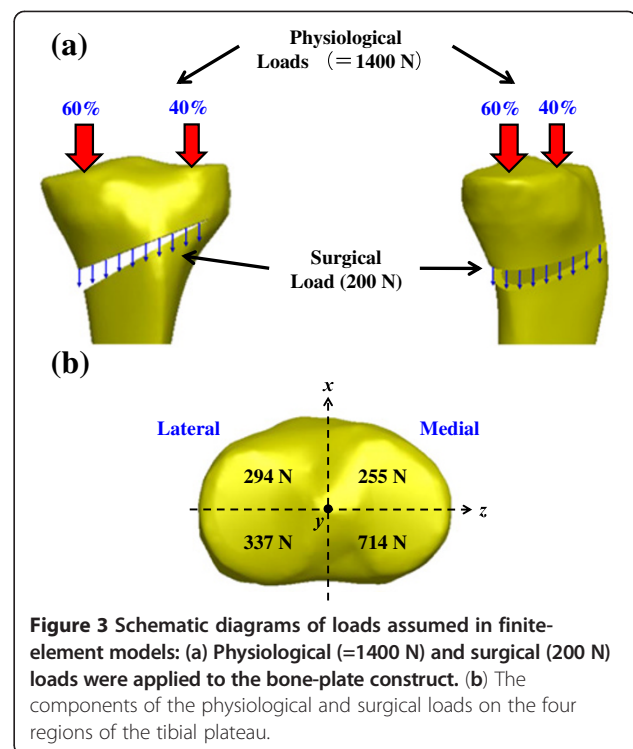 (a)
Physiological
Loads (=1400 N)
60%
40%
60%
40%
Surgical
Load (200 N)
(b)
x
Lateral
Medial
294 N
255 N
y
z
337 N
714 N
Figure 3 Schematic diagrams of loads assumed in finite-
element models: (a) Physiological (=1400 N) and surgical (200 N)
loads were applied to the bone-plate construct. (b) The
components of the physiological and surgical loads on the four
regions of the tibial plateau.